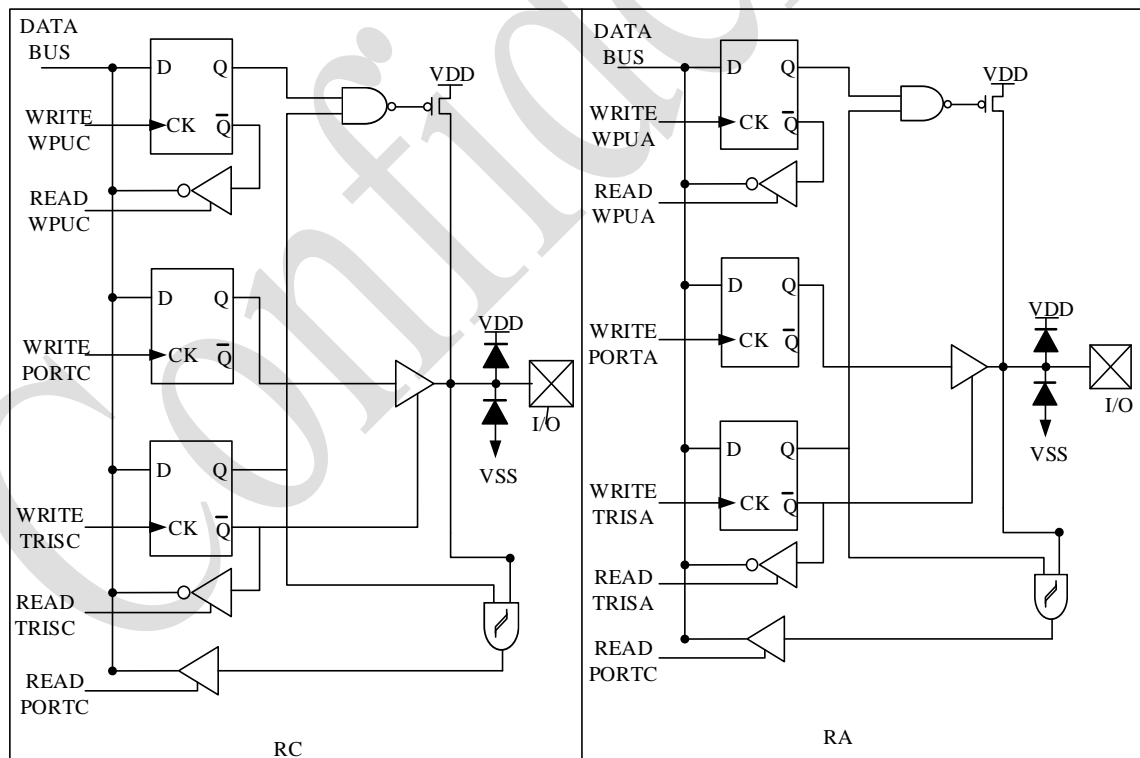 DATA
BUS
D
Q
CK
Q
WRITE
WPUC
READ
WPUC
VDD
D
Q
CK
Q
WRITE
PORTC
VDD
I/O
VSS
D
Q
CK
Q
WRITE
TRISC
READ
TRISC
READ
PORTC
RC
DATA
BUS
D
Q
CK
Q
WRITE
WPUA
READ
WPUA
VDD
D
Q
CK
Q
WRITE
PORTA
VDD
I/O
VSS
D
Q
CK
Q
WRITE
TRISA
READ
TRISA
READ
PORTC
RA
Confide